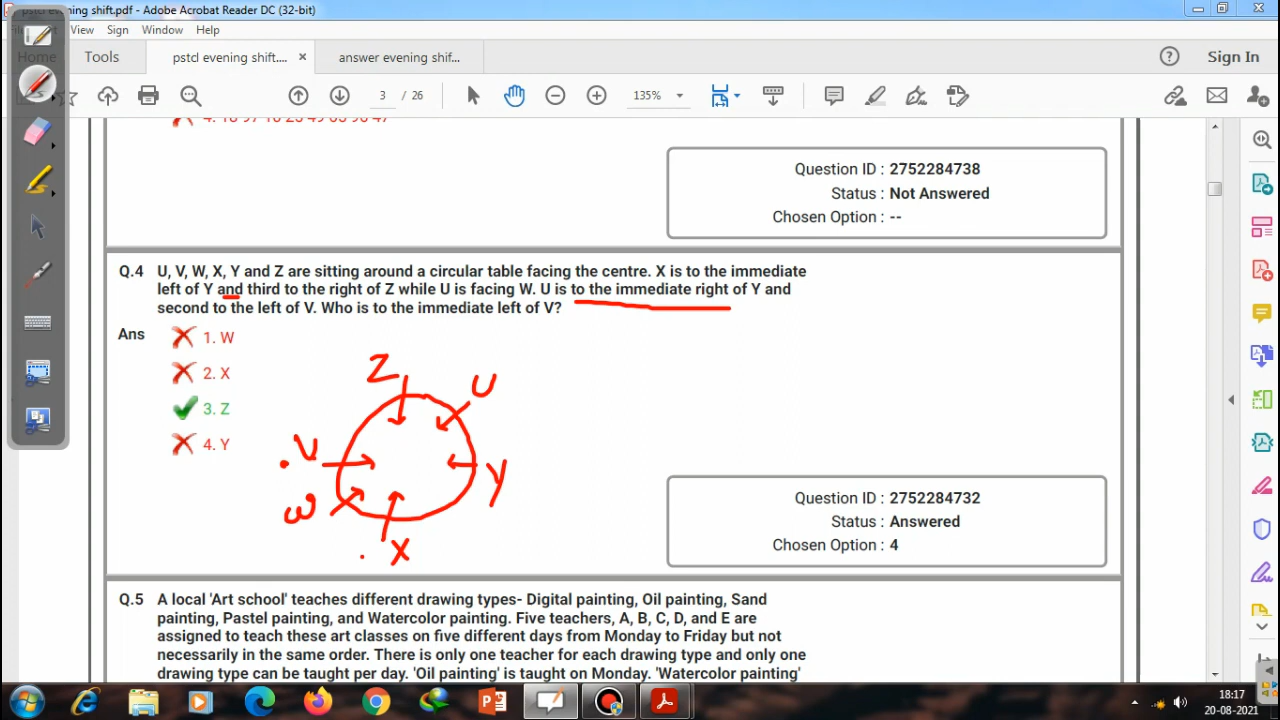 pstcl evening shift.pdf - Adobe Acrobat Reader DC (32-bit)
View Sign Window Help
Home Tools pstcl evening shift.... × answer evening shif... Sign In
3 / 26 135%
Question ID : 2752284738
Status : Not Answered
Chosen Option : --
Q.4 U, V, W, X, Y and Z are sitting around a circular table facing the centre. X is to the immediate
left of Y and third to the right of Z while U is facing W. U is to the immediate right of Y and
second to the left of V. Who is to the immediate left of V?
Ans
1. W
2. X
3. Z
4. Y
Z
U
V
Y
W
X
Question ID : 2752284732
Status : Answered
Chosen Option : 4
Q.5 A local 'Art school' teaches different drawing types- Digital painting, Oil painting, Sand
painting, Pastel painting, and Watercolor painting. Five teachers, A, B, C, D, and E are
assigned to teach these art classes on five different days from Monday to Friday but not
necessarily in the same order. There is only one teacher for each drawing type and only one
drawing type can be taught per day. 'Oil painting' is taught on Monday. 'Watercolor painting'
18:17
20-08-2021